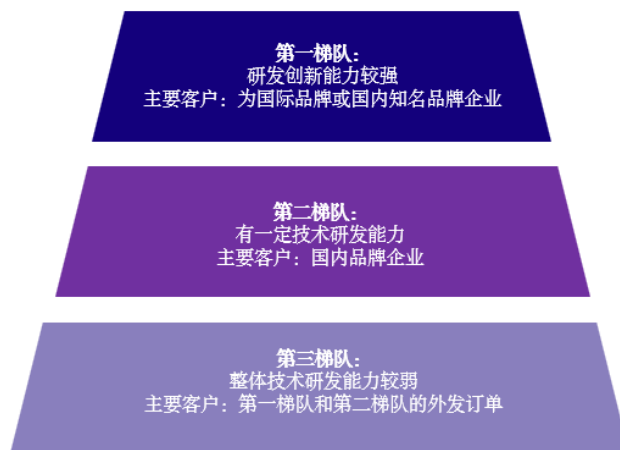 第一梯队：
研发创新能力较强
主要客户：为国际品牌或国内知名品牌企业
第二梯队：
有一定技术研发能力
主要客户：国内品牌企业
第三梯队：
整体技术研发能力较弱
主要客户：第一梯队和第二梯队的外发订单